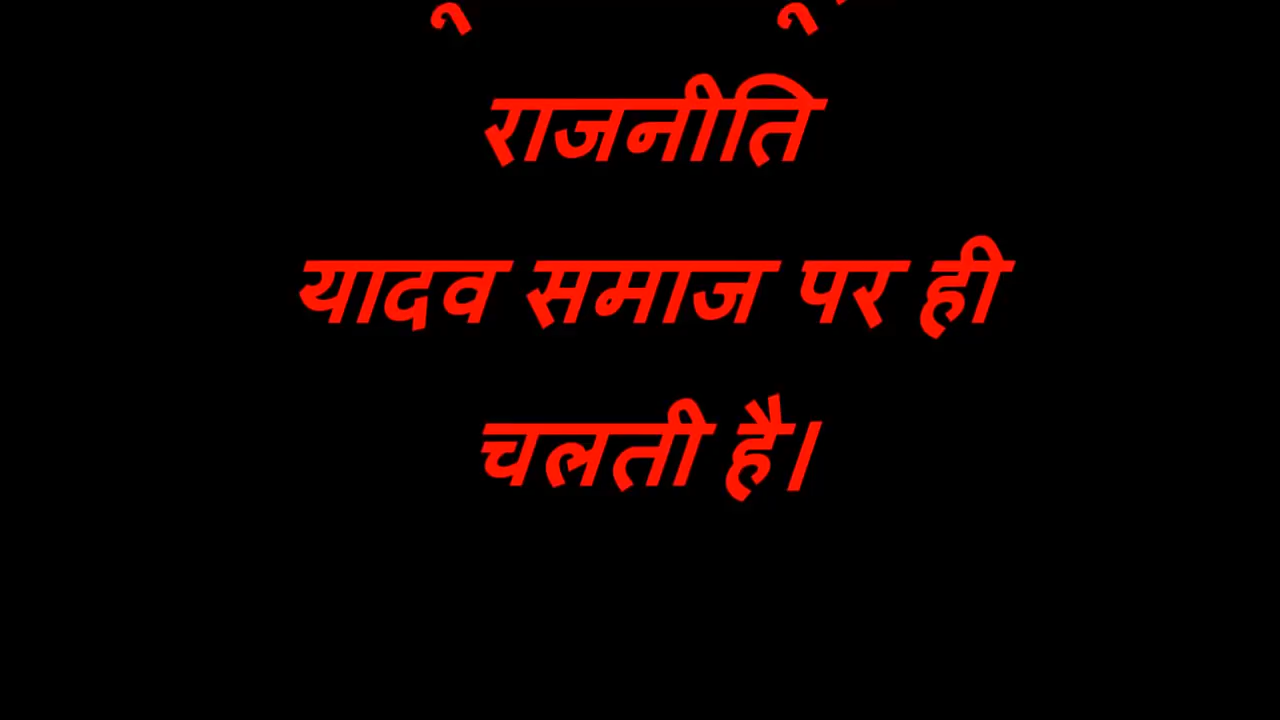 राजनीति
यादव समाज पर ही
चलती है।